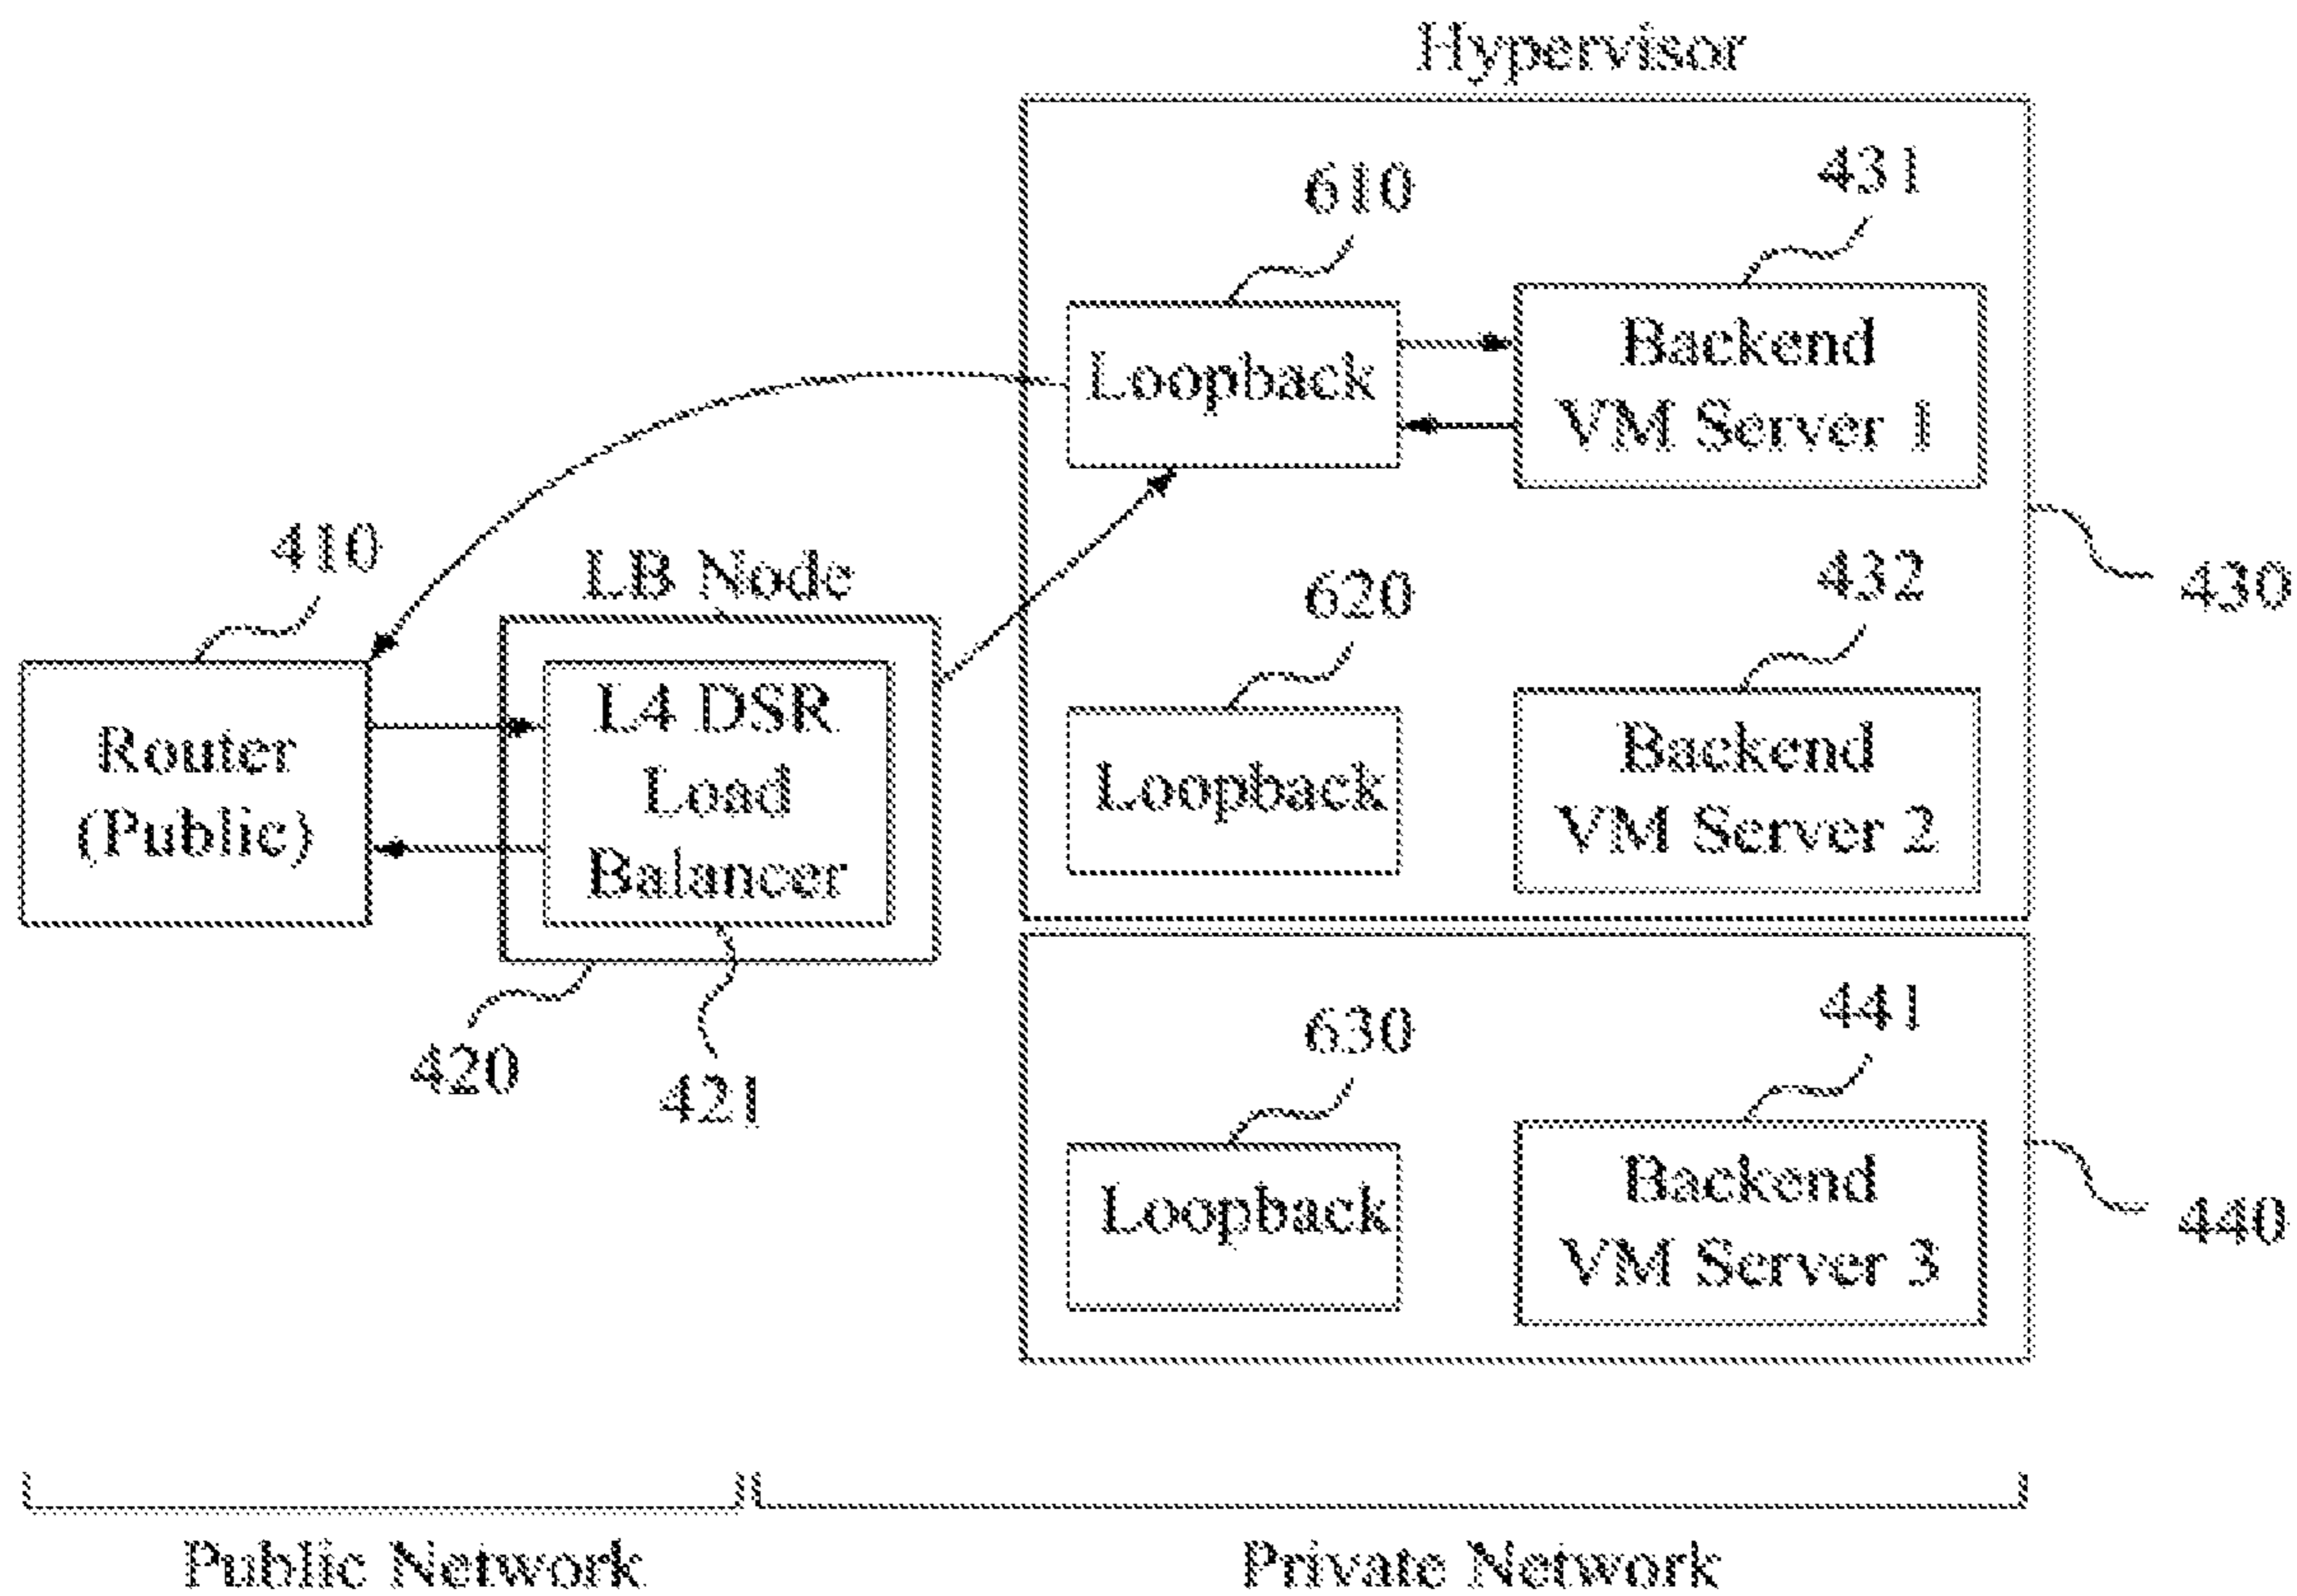 Hypervisor
610
431
Loopback
Backend
VM Server 1
410
LB Node
620
432
430
Router
(Public)
L4 DSR
Load
Balancer
Loopback
Backend
VM Server 2
420
421
630
441
Loopback
Backend
VM Server 3
440
Public Network
Private Network